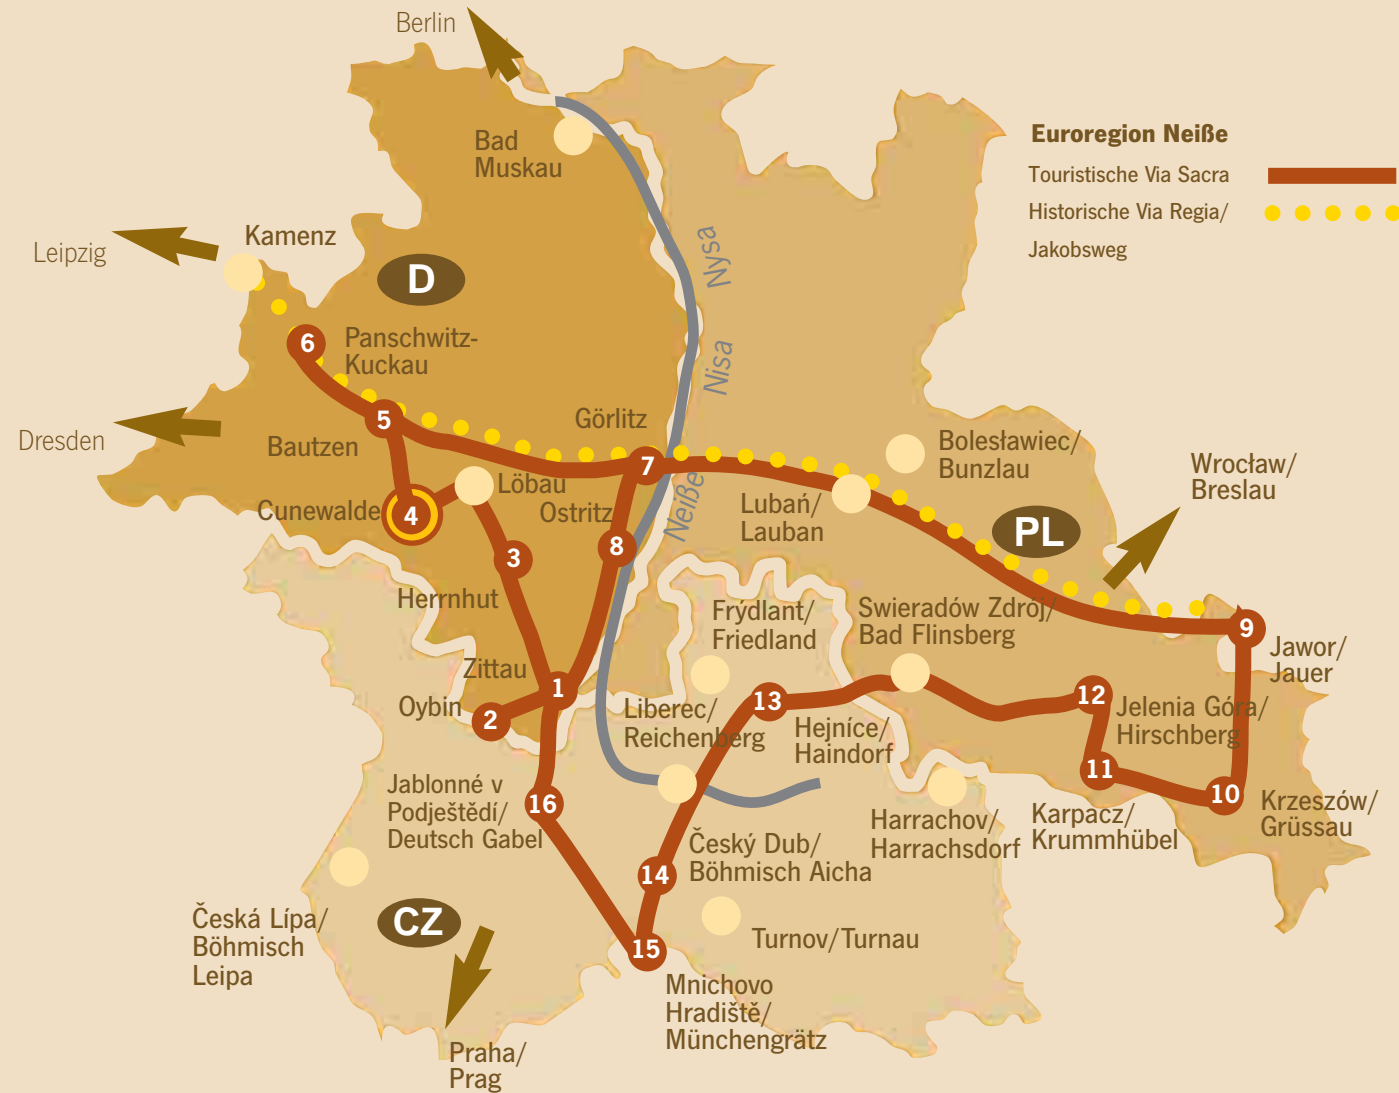 Berlin
Bad
Muskau
Euroregion Neiße
Touristische Via Sacra
Historische Via Regia/
Jakobsweg
Kamenz
Leipzig
D
Nysa
6
Panschwitz-
Kuckau
Nisa
5
Görlitz
Dresden
Bautzen
7
Bolesławiec/
Bunzlau
Wrocław/
Breslau
Löbau
Neiße
Cunewalde
4
Ostritz
Lubań/
Lauban
PL
3
8
Herrnhut
Frýdlant/
Friedland
Swieradów Zdrój/
Bad Flinsberg
9
Jawor/
Jauer
Zittau
1
Oybin
2
Liberec/
Reichenberg
13
Hejníce/
Haindorf
12
Jelenia Góra/
Hirschberg
11
10
Krzeszów/
Grüssau
Jablonné v
Podještědí/
Deutsch Gabel
16
Harrachov/
Harrachsdorf
Karpacz/
Krummhübel
Český Dub/
Böhmisch Aicha
14
Česká Lípa/
Böhmisch
Leipa
CZ
15
Turnov/Turnau
Mnichovo
Hradiště/
Münchengrätz
Praha/
Prag